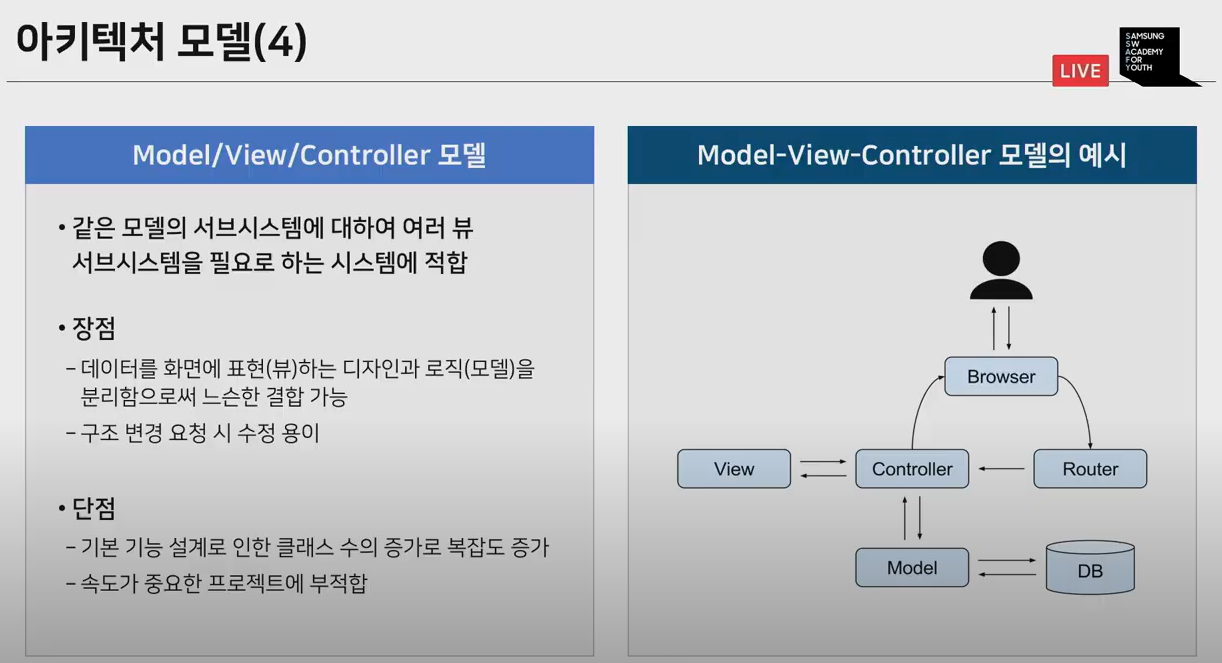 아키텍처 모델(4)
LIVE
SAMSUNG
SW
ACADEMY
FOR
YOUTH
Model/View/Controller 모델
• 같은 모델의 서브시스템에 대하여 여러 뷰
서브시스템을 필요로 하는 시스템에 적합
• 장점
– 데이터를 화면에 표현(뷰)하는 디자인과 로직(모델)을
분리함으로써 느슨한 결합 가능
– 구조 변경 요청 시 수정 용이
• 단점
– 기본 기능 설계로 인한 클래스 수의 증가로 복잡도 증가
– 속도가 중요한 프로젝트에 부적합
Model-View-Controller 모델의 예시
Browser
View
Controller
Router
Model
DB